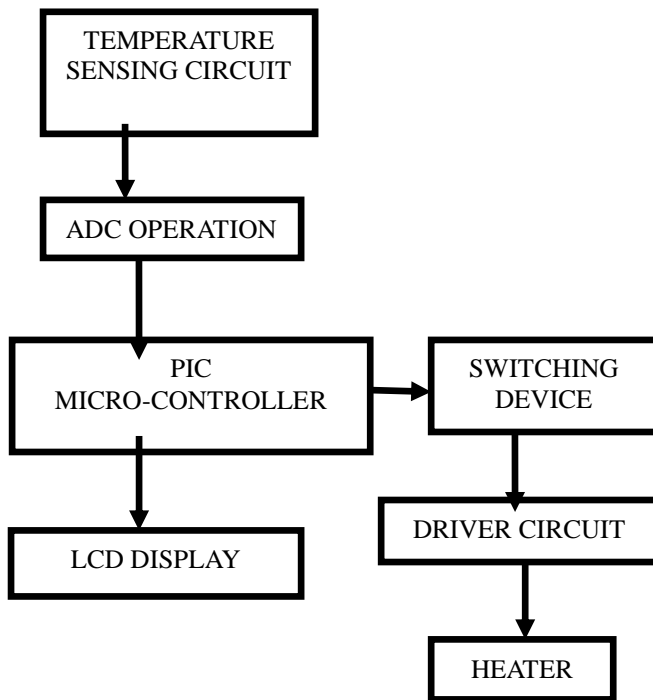 TEMPERATURE
SENSING CIRCUIT
ADC OPERATION
PIC
MICRO-CONTROLLER
SWITCHING
DEVICE
LCD DISPLAY
DRIVER CIRCUIT
HEATER